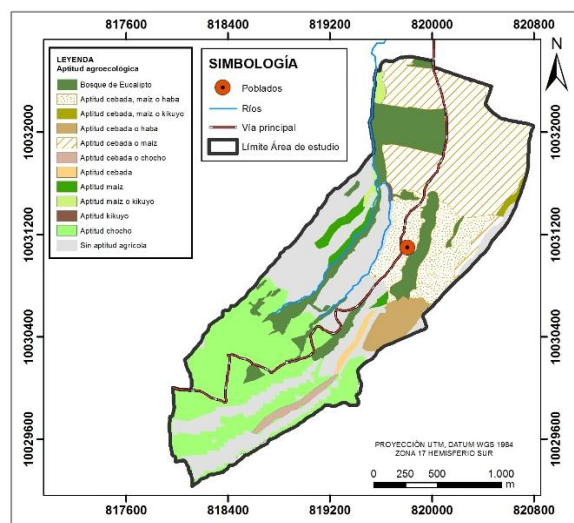 817600 818400 819200 820000 820800
LEYENDA
Aptitud agroecológica
Bosque de Eucalipto
Aptitud cebada, maíz o haba
Aptitud cebada, maíz o kikuyo
Aptitud cebada o haba
Aptitud cebada o maíz
Aptitud cebada o chocho
Aptitud cebada
Aptitud maíz
Aptitud maíz o kikuyo
Aptitud kikuyo
Aptitud chocho
Sin aptitud agrícola
SIMBOLOGÍA
Poblados
Ríos
Vía principal
Límite Área de estudio
N
10032000
10031200
10030400
10029600
10032000
10031200
10030400
10029600
PROYECCIÓN UTM, DATUM WGS 1984
ZONA 17 HEMISFERIO SUR
0 250 500 1.000
m
817600 818400 819200 820000 820800